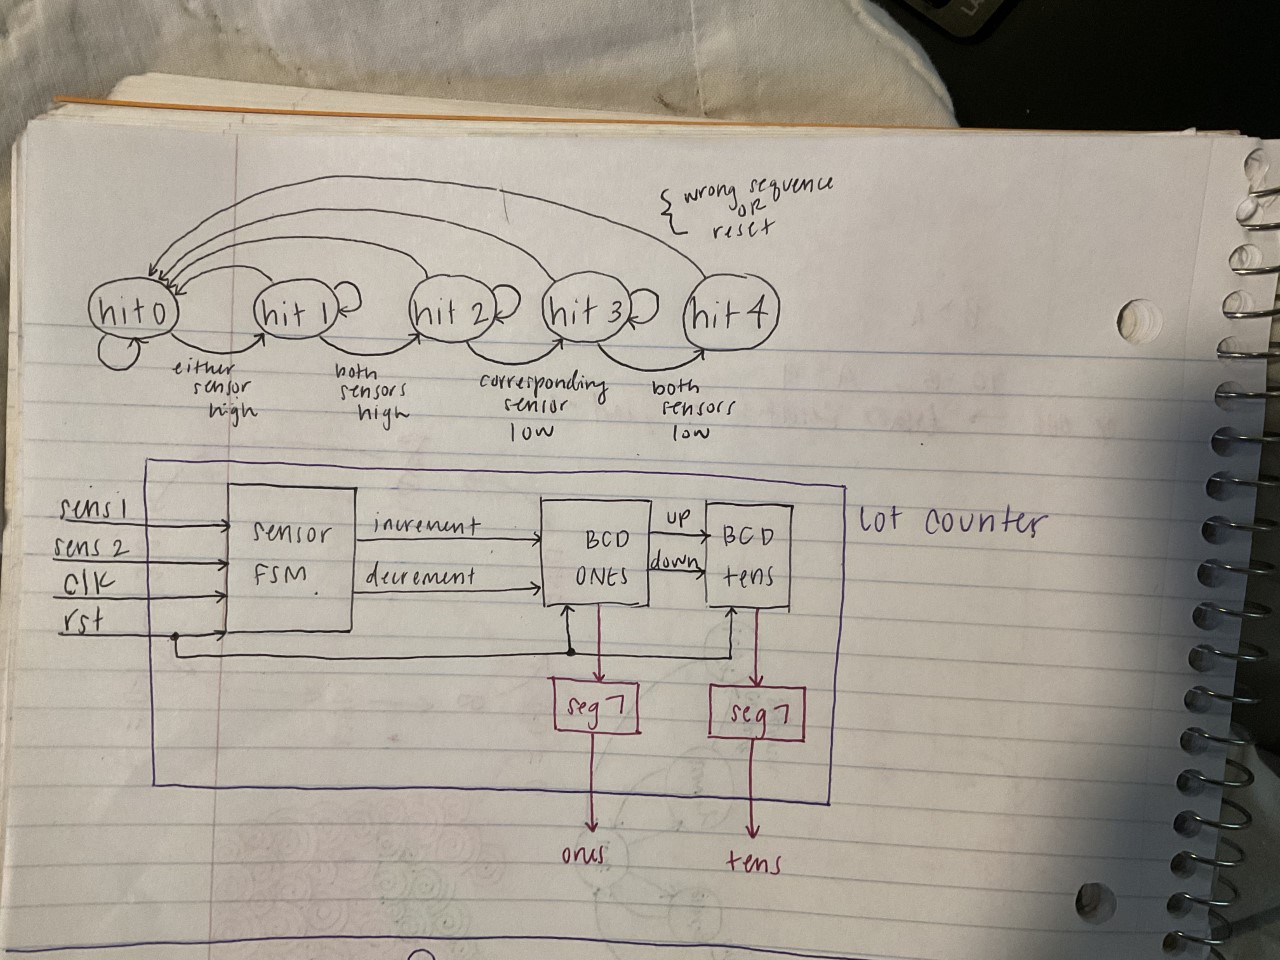 { wrong sequence
OR
reset
hit 0
hit 1
hit 2
hit 3
hit 4
either
sensor
high
both
sensors
high
corresponding
sensor
low
both
sensors
low
sens 1
sens 2
clk
rst
sensor
FSM
increment
decrement
BCD
ONES
up
down
BCD
tens
lot counter
seg 7
seg 7
ones
tens